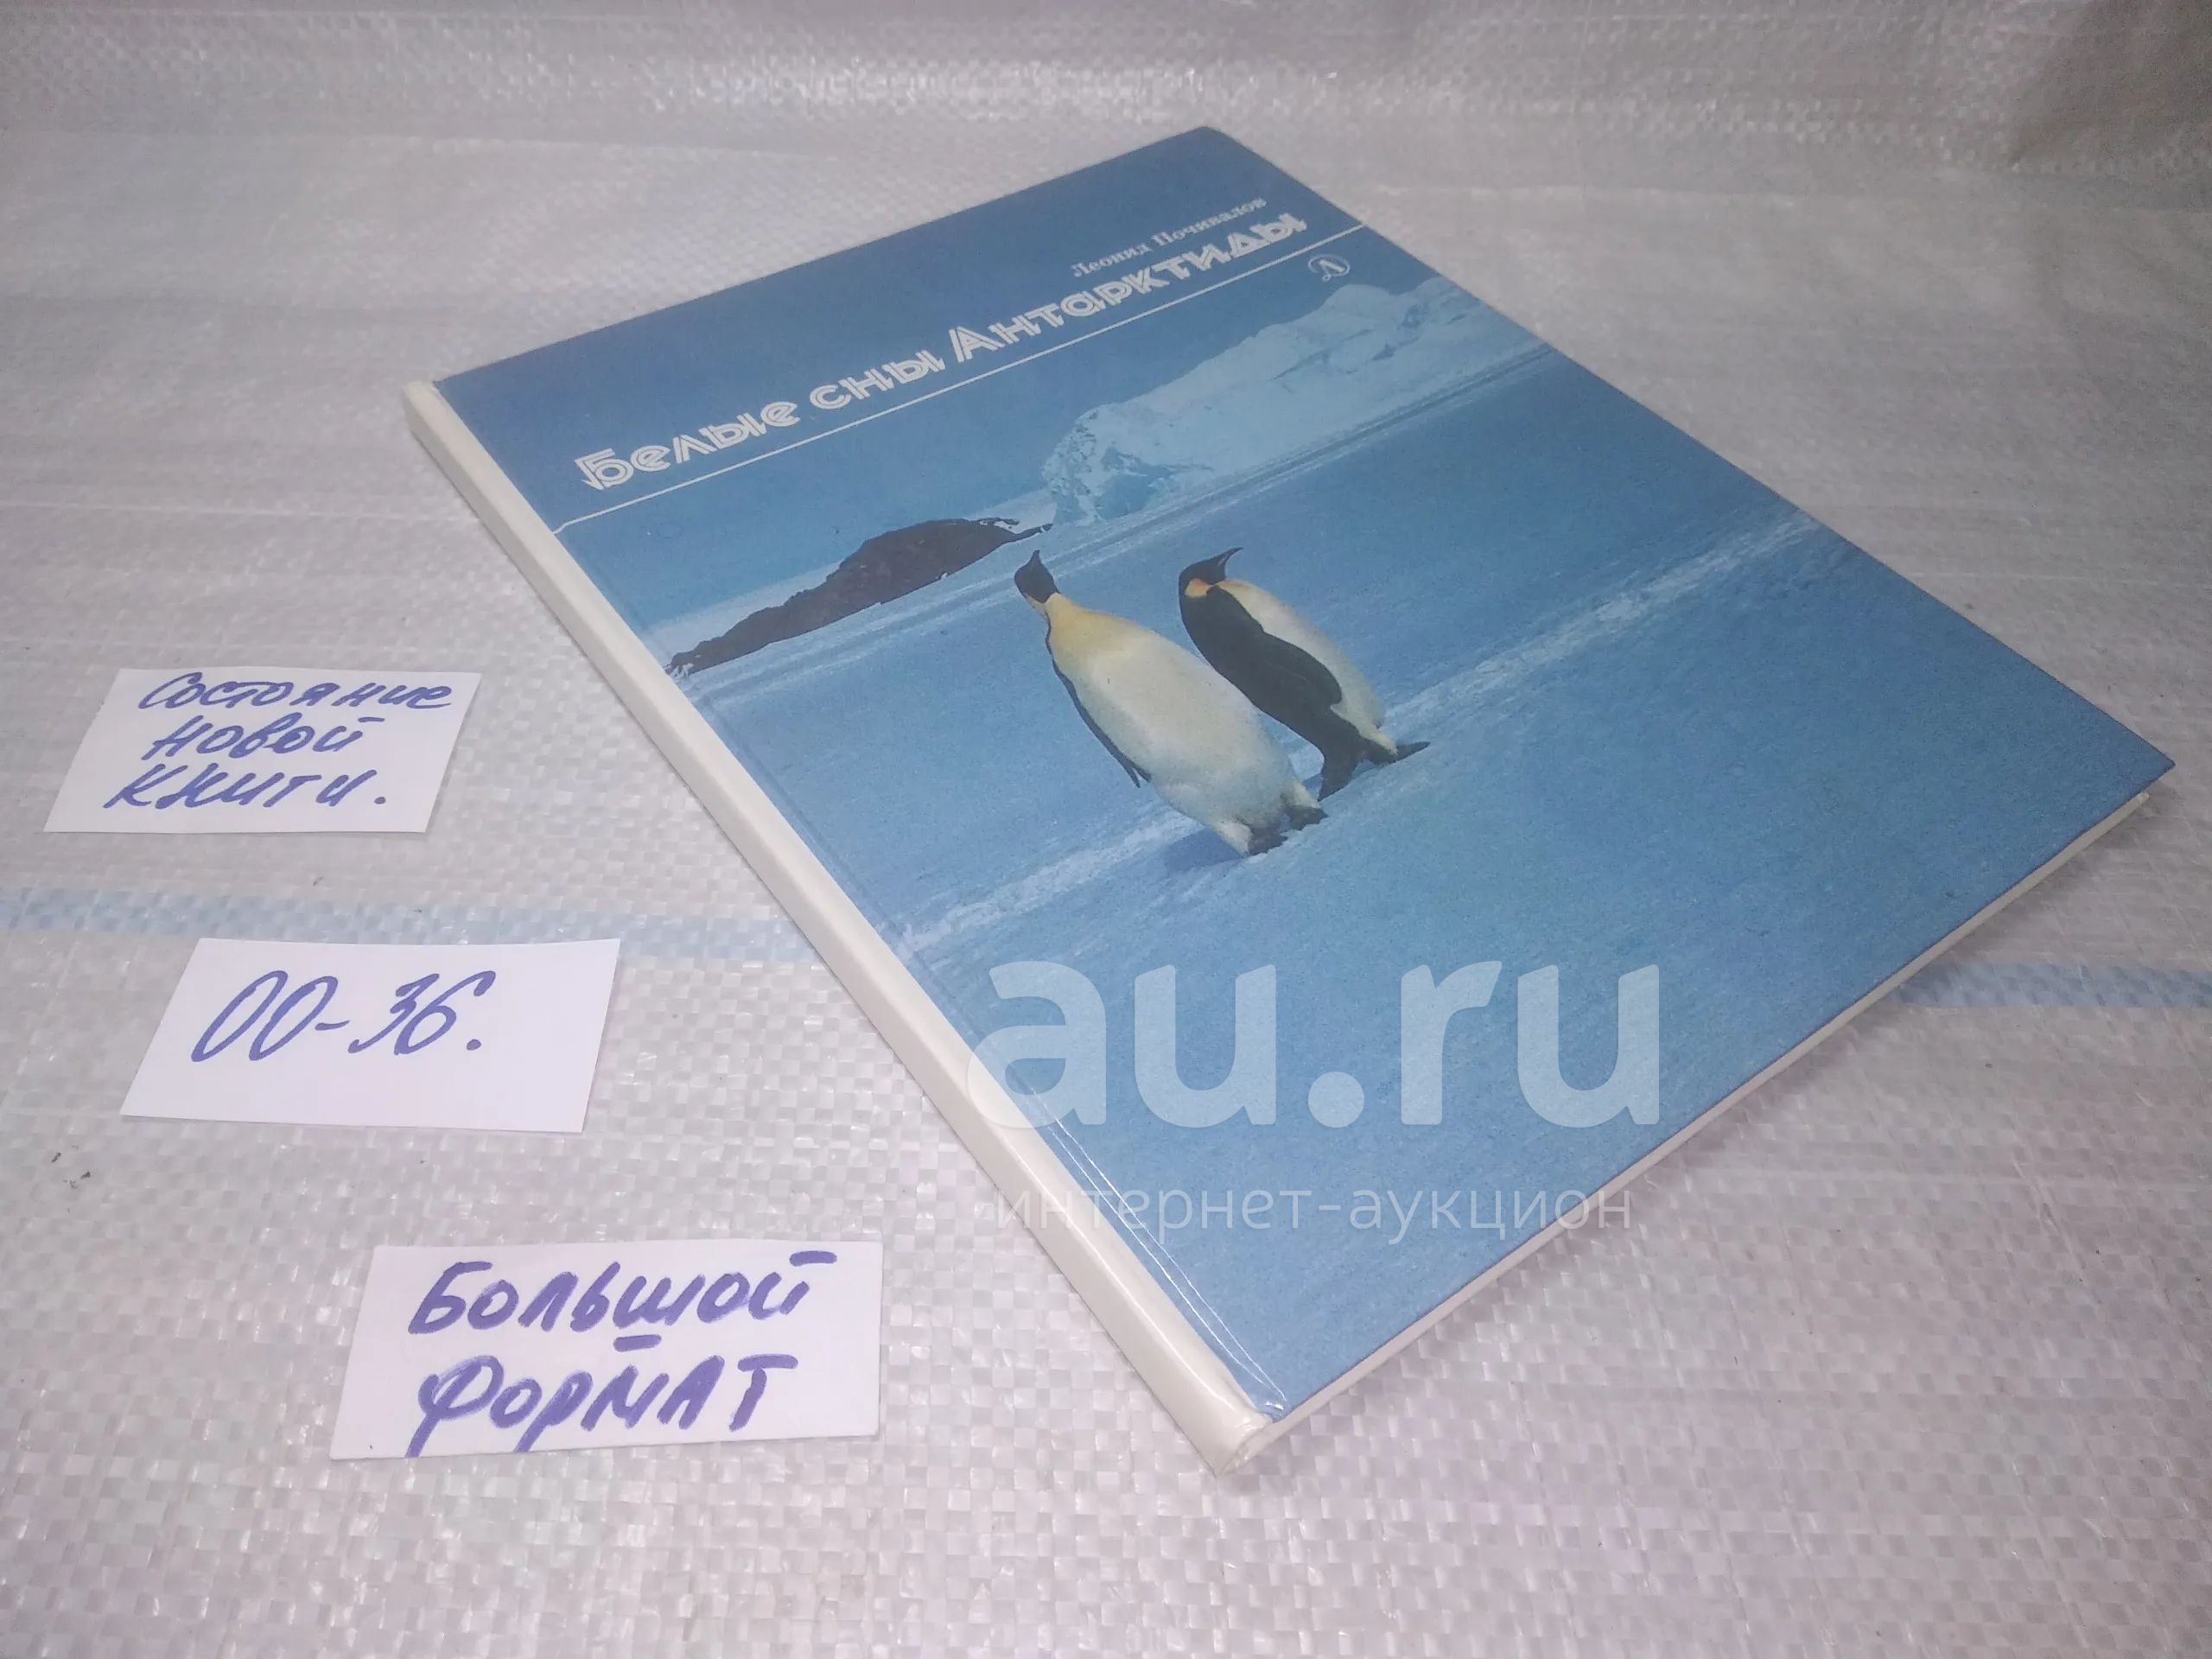 Леонид Почивалов
Белые сны Антарктиды
Состояние
новой
книги.
00-36.
Большой
формат
au.ru
интернет-аукцион